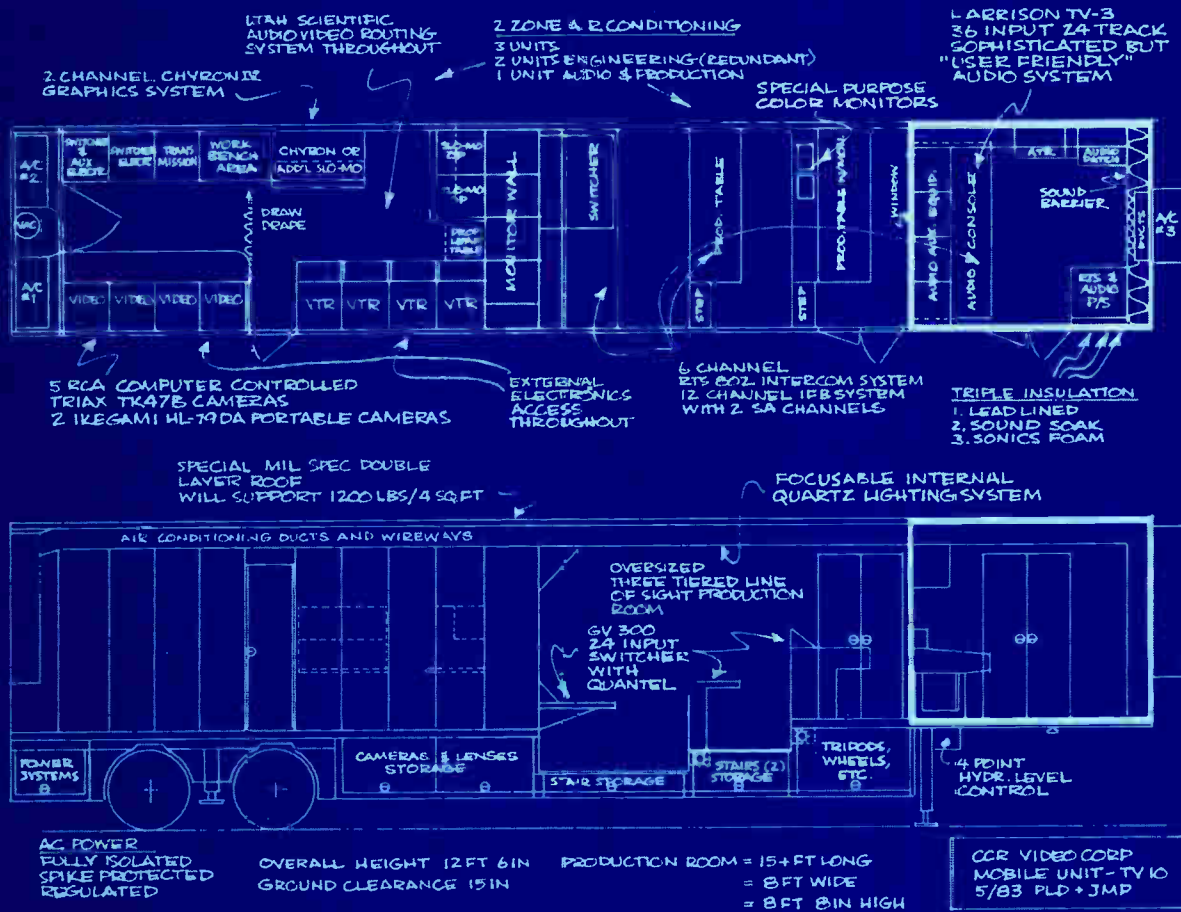 UTAH SCIENTIFIC
AUDIO VIDEO ROUTING
SYSTEM THROUGHOUT
2 ZONE AIR CONDITIONING
3 UNITS
2 UNITS ENGINEERING (REDUNDANT)
1 UNIT AUDIO & PRODUCTION
LARRISON TV-3
36 INPUT 24 TRACK
SOPHISTICATED BUT
"USER FRIENDLY"
AUDIO SYSTEM
2 CHANNEL CHYRON IV
GRAPHICS SYSTEM
SPECIAL PURPOSE
COLOR MONITORS
A/C
#2
VAC
A/C
#1
SWITCHER
&
AUX
ELECTR
SWITCHER
ELECTR
TRANS
MISSION
WORK
BENCH
AREA
CHYRON OR
ADD'L SLO-MO
SLO-MO
SLO-MO
DROP
LEAF
TABLE
DRAW
DRAPE
VIDEO
VIDEO
VIDEO
VIDEO
VTR
VTR
VTR
VTR
MONITOR WALL
SWITCHER
PROD. TABLE
STEP
PROD. TABLE W/MON.
STEP
WINDOW
AUDIO AUX. EQUIP.
AUDIO CONSOLE
ATR
AUDIO
PATCH
SOUND
BARRIER
DUCTS
A/C
#3
RTS &
AUDIO
P/S
5 RCA COMPUTER CONTROLLED
TRIAX TK47B CAMERAS
2 IKEGAMI HL-79DA PORTABLE CAMERAS
EXTERNAL
ELECTRONICS
ACCESS
THROUGHOUT
6 CHANNEL
RTS 802 INTERCOM SYSTEM
12 CHANNEL IFB SYSTEM
WITH 2 SA CHANNELS
TRIPLE INSULATION
1. LEAD LINED
2. SOUND SOAK
3. SONICS FOAM
SPECIAL MIL SPEC DOUBLE
LAYER ROOF
WILL SUPPORT 1200 LBS/4 SQ FT
FOCUSABLE INTERNAL
QUARTZ LIGHTING SYSTEM
AIR CONDITIONING DUCTS AND WIREWAYS
OVERSIZED
THREE TIERED LINE
OF SIGHT PRODUCTION
ROOM
GV 300
24 INPUT
SWITCHER
WITH
QUANTEL
POWER
SYSTEMS
CAMERAS & LENSES
STORAGE
STAIR STORAGE
STAIRS (2)
STORAGE
TRIPODS,
WHEELS,
ETC.
4 POINT
HYDR. LEVEL
CONTROL
AC POWER
FULLY ISOLATED
SPIKE PROTECTED
REGULATED
OVERALL HEIGHT 12 FT 6 IN
GROUND CLEARANCE 15 IN
PRODUCTION ROOM = 15+ FT LONG
= 8 FT WIDE
= 8 FT 8 IN HIGH
CCR VIDEO CORP
MOBILE UNIT - TV 10
5/83 PLD + JMP